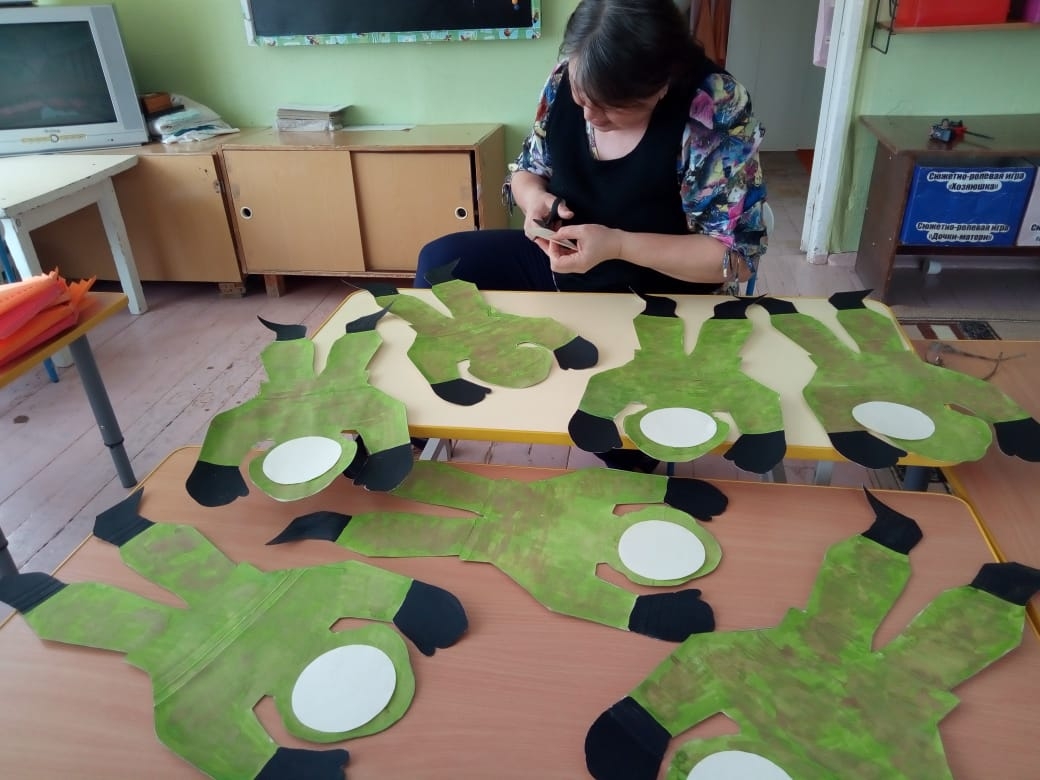 Сюжетно-ролевая игра
«Хозяюшка»
Сюжетно-ролевая игра
«Дочки-матери»